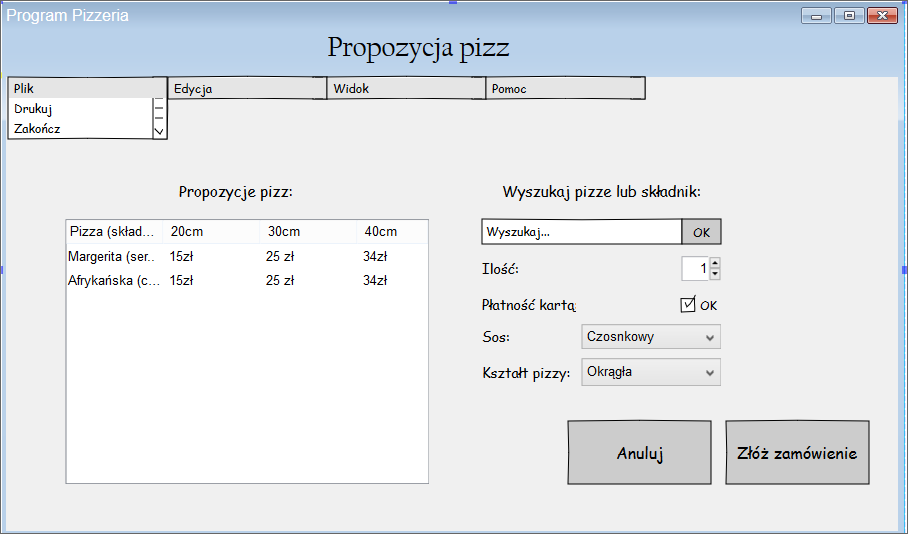 Program Pizzeria
Propozycja pizz
Plik Edycja Widok Pomoc
Drukuj
Zakończ
Propozycje pizz:
Pizza (skład... 20cm 30cm 40cm
Margerita (ser.. 15zł 25 zł 34zł
Afrykańska (c... 15zł 25 zł 34zł
Wyszukaj pizze lub składnik:
Wyszukaj... OK
Ilość: 1
Płatność kartą: OK
Sos: Czosnkowy
Kształt pizzy: Okrągła
Anuluj Złóż zamówienie